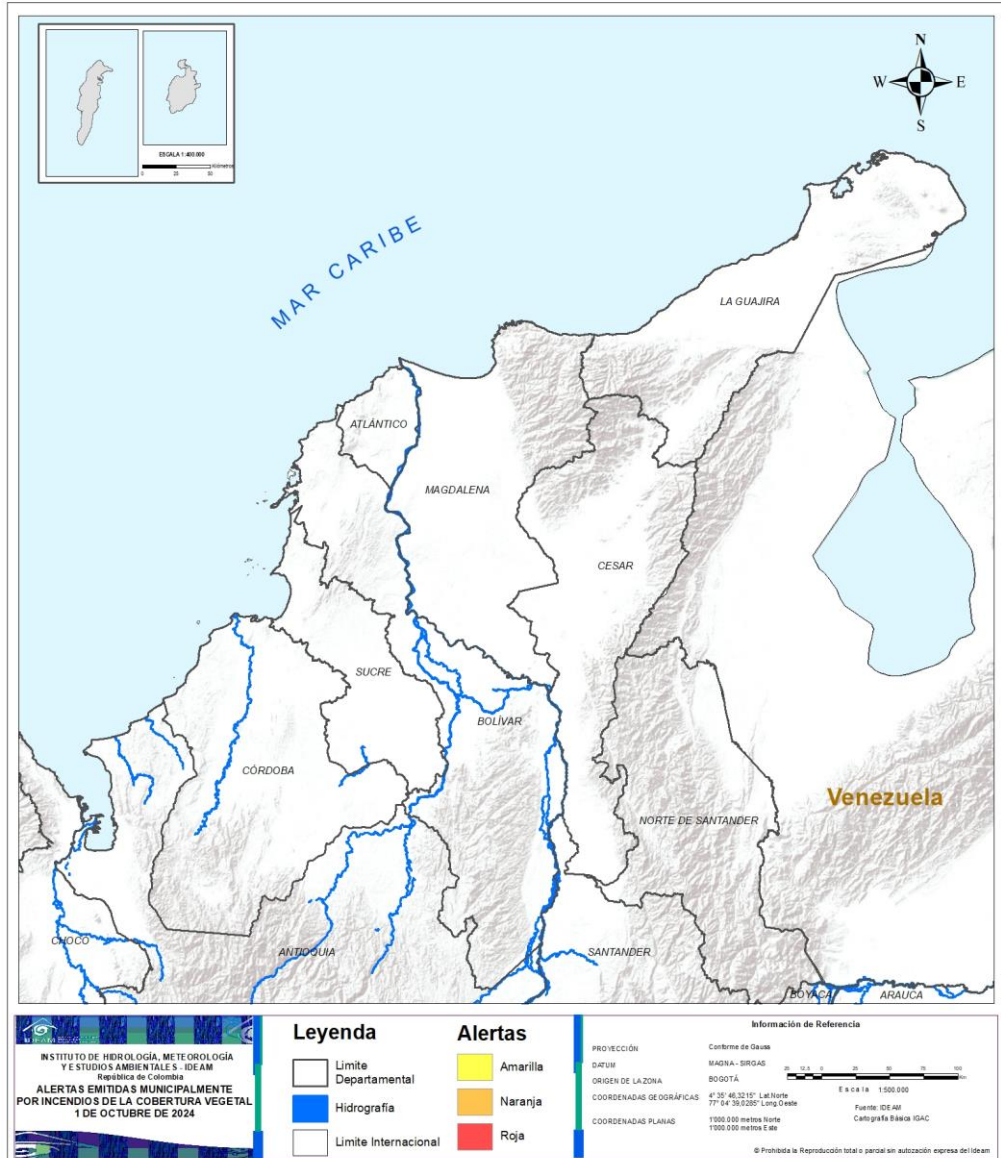 N
W
E
S
ESCALA 1:400.000
Kilómetros
MAR CARIBE
LA GUAJIRA
ATLÁNTICO
MAGDALENA
CESAR
SUCRE
BOLÍVAR
CÓRDOBA
Venezuela
NORTE DE SANTANDER
CHOCÓ
ANTIOQUIA
SANTANDER
BOYACÁ
ARAUCA
IDEAM
INSTITUTO DE HIDROLOGÍA, METEOROLOGÍA
Y ESTUDIOS AMBIENTALES - IDEAM
República de Colombia
ALERTAS EMITIDAS MUNICIPALMENTE
POR INCENDIOS DE LA COBERTURA VEGETAL
1 DE OCTUBRE DE 2024
Leyenda
Limite
Departamental
Hidrografía
Limite Internacional
Alertas
Amarilla
Naranja
Roja
Información de Referencia
PROYECCIÓN Conforme de Gauss
DATUM MAGNA - SIRGAS
ORIGEN DE LA ZONA BOGOTÁ
COORDENADAS GEOGRÁFICAS 4° 35' 46,3215" Lat.Norte
77° 04' 39,0285" Long.Oeste
COORDENADAS PLANAS 1'000.000 metros Norte
1'000.000 metros Este
Escala 1:500.000
Fuente: IDEAM
Cartografía Básica IGAC
© Prohibida la Reproducción total o parcial sin autozación expresa del Ideam